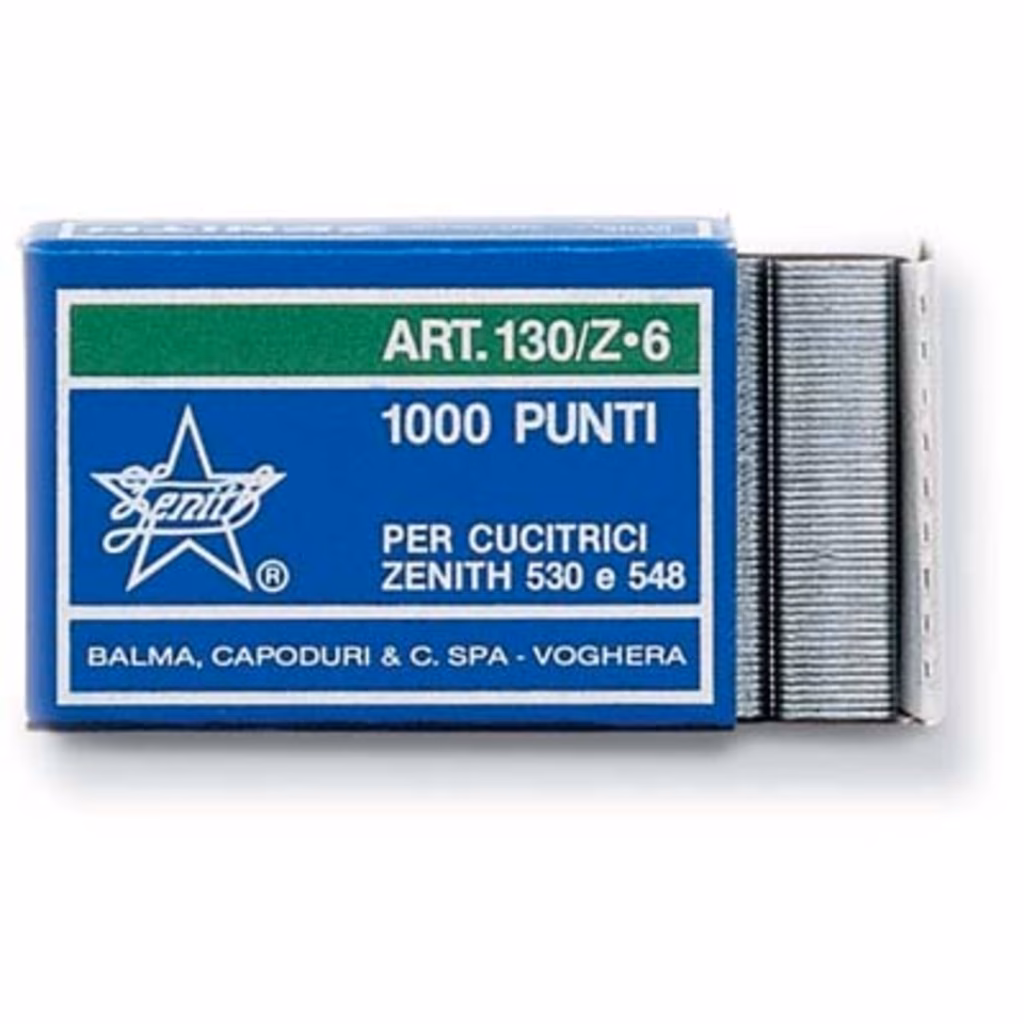 ART. 130/Z•6
1000 PUNTI
Zenith
®
PER CUCITRICI
ZENITH 530 e 548
BALMA, CAPODURI & C. SPA - VOGHERA